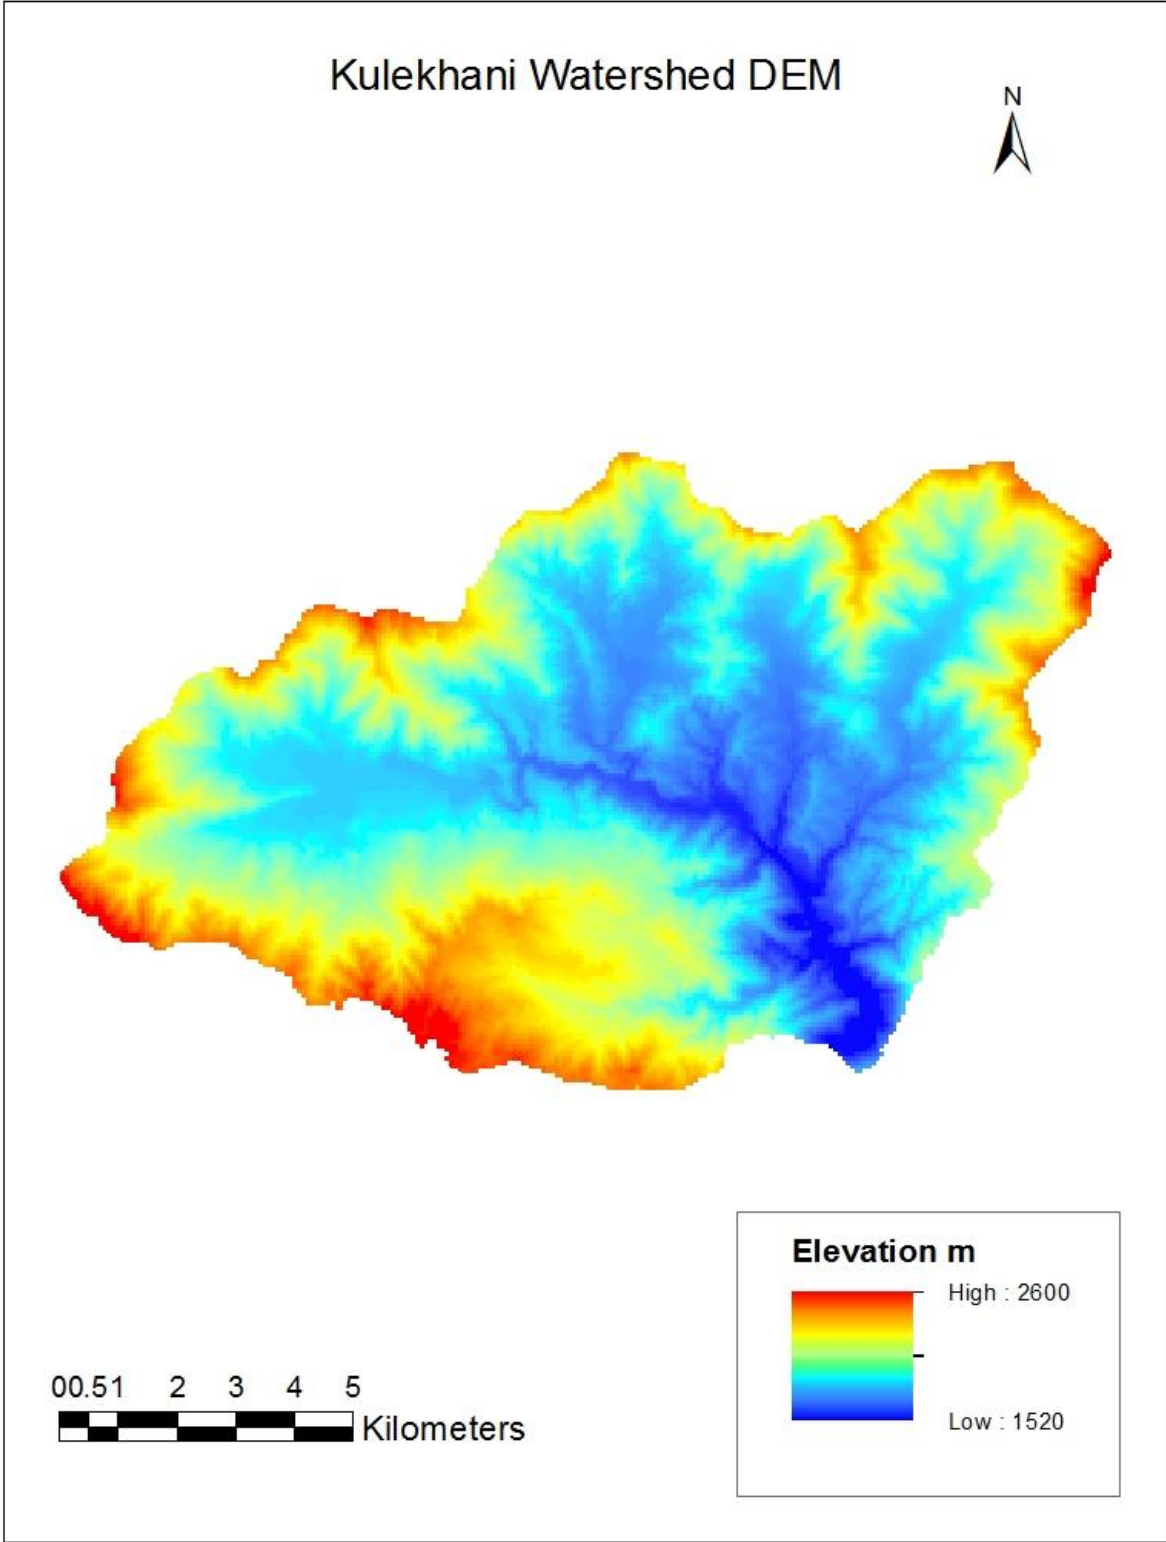 Kulekhani Watershed DEM
N
Elevation m
High : 2600
Low : 1520
00.51 2 3 4 5
Kilometers